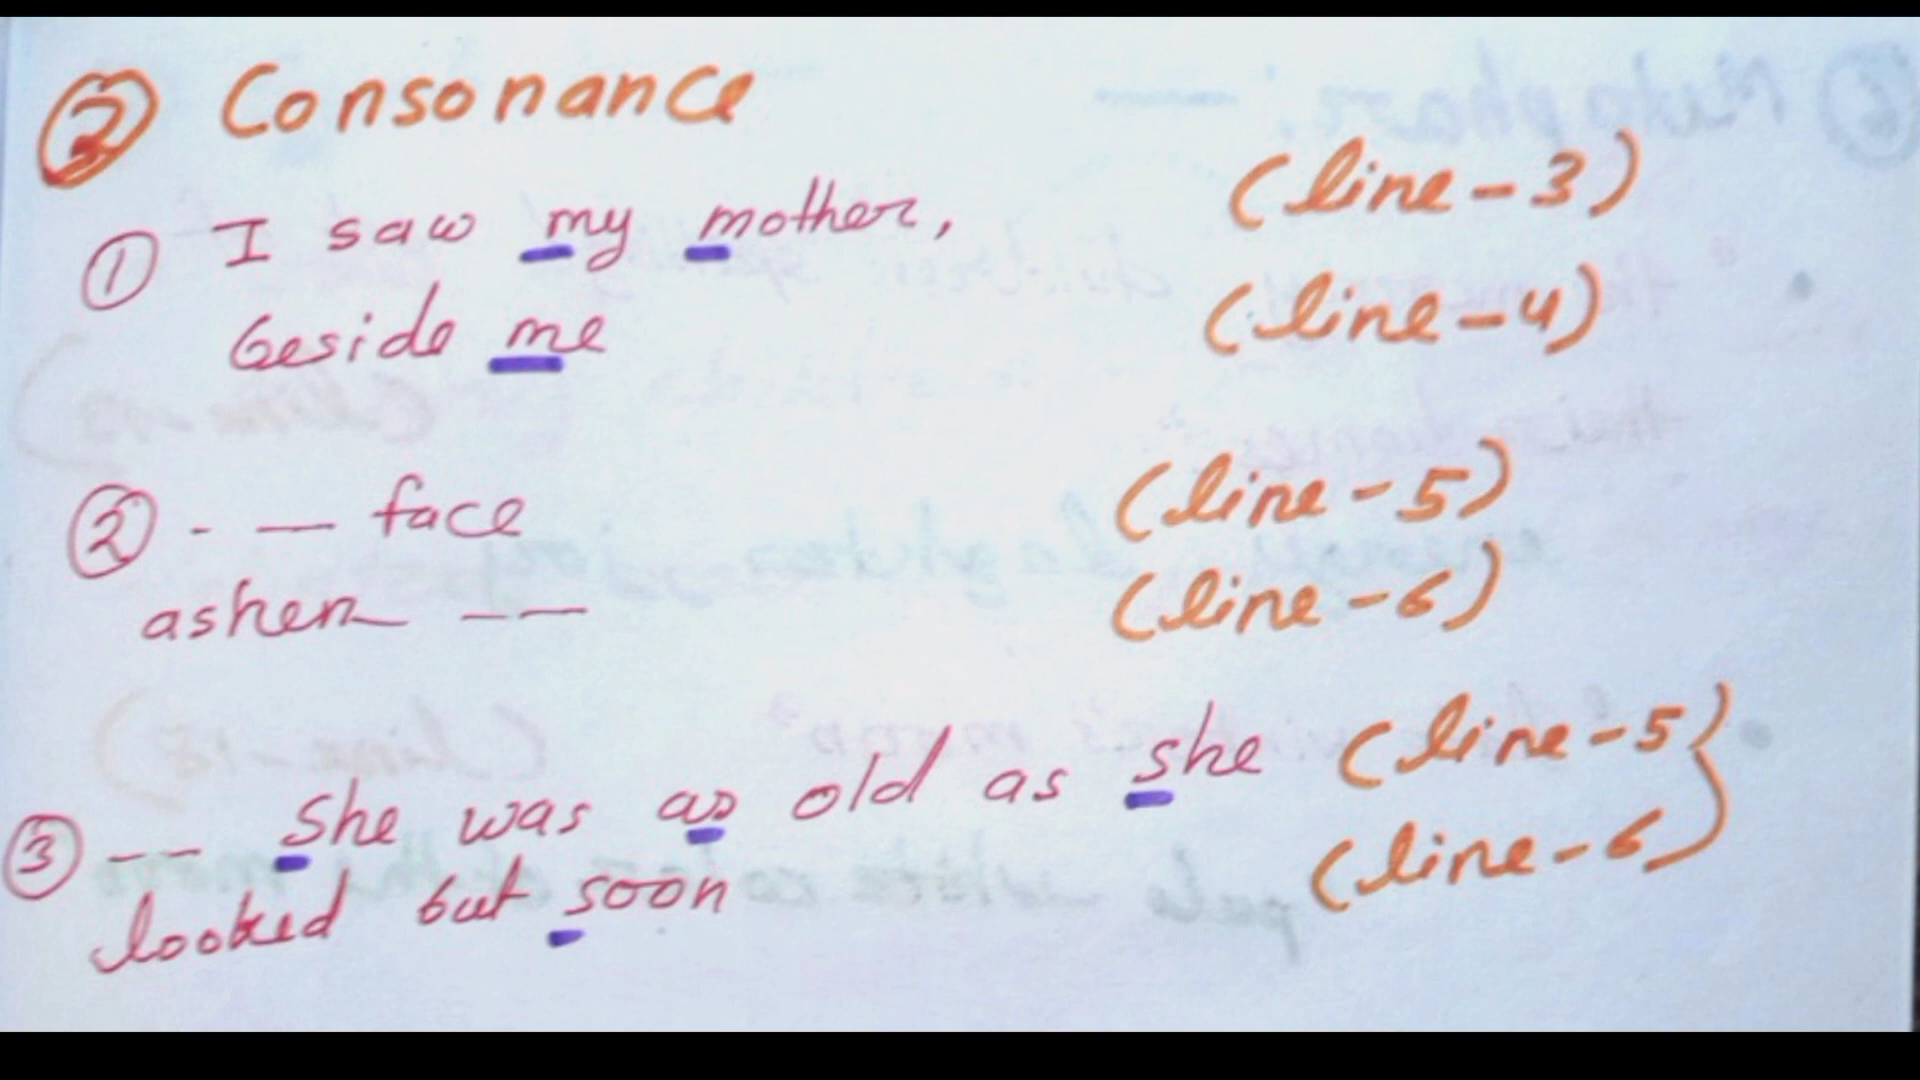 ② Consonance
① I saw my mother, (line-3)
beside me (line-4)
② - — face (line-5)
ashen — — (line-6)
③ — — She was as old as she (line-5)
looked but soon (line-6)